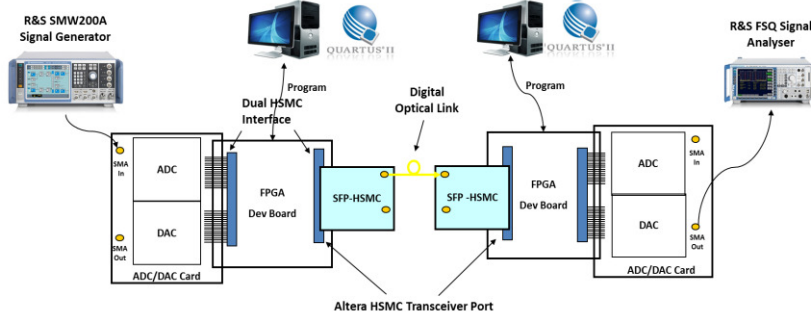 R&S SMW200A
Signal Generator
QUARTUS® II
QUARTUS® II
R&S FSQ Signal
Analyser
Program
Program
Dual HSMC
Interface
Digital
Optical Link
SMA
In
ADC
DAC
SMA
Out
ADC/DAC Card
FPGA
Dev Board
SFP-HSMC
SFP -HSMC
FPGA
Dev Board
ADC
DAC
SMA
In
SMA
Out
ADC/DAC Card
Altera HSMC Transceiver Port